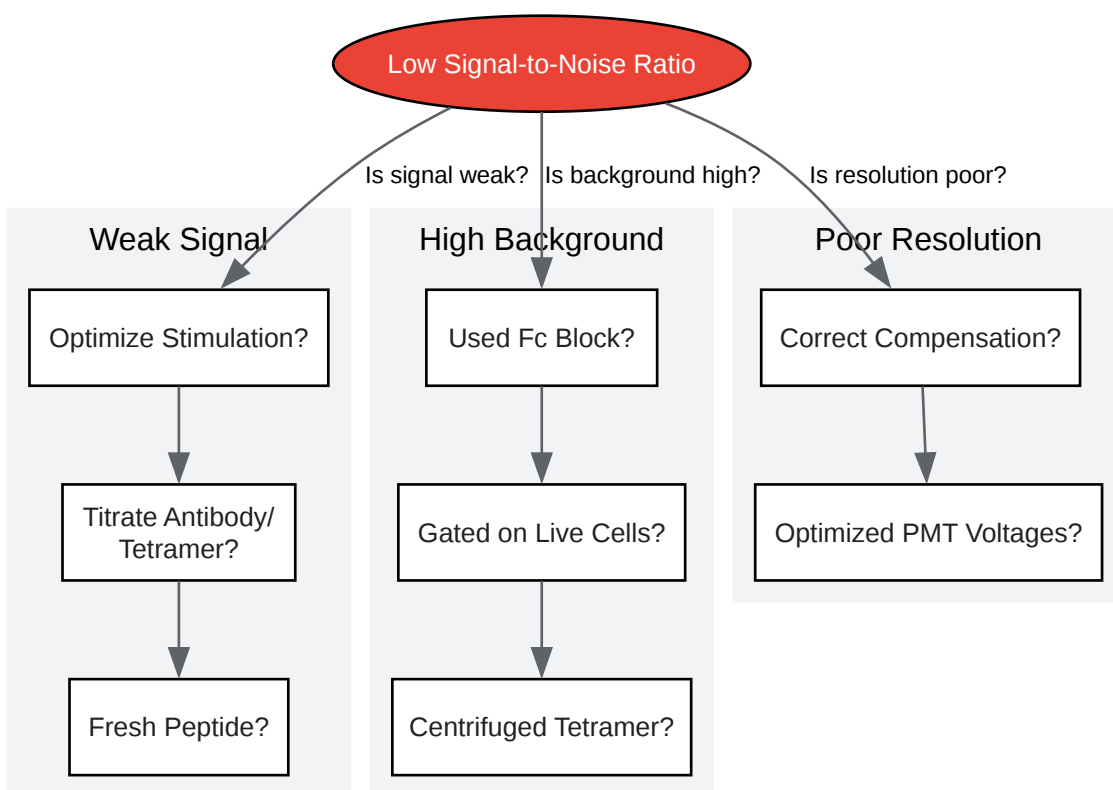 Low Signal-to-Noise Ratio
Is signal weak?
Is background high?
Is resolution poor?
Weak Signal
High Background
Poor Resolution
Optimize Stimulation?
Used Fc Block?
Correct Compensation?
Titrate Antibody/
Tetramer?
Gated on Live Cells?
Optimized PMT Voltages?
Fresh Peptide?
Centrifuged Tetramer?